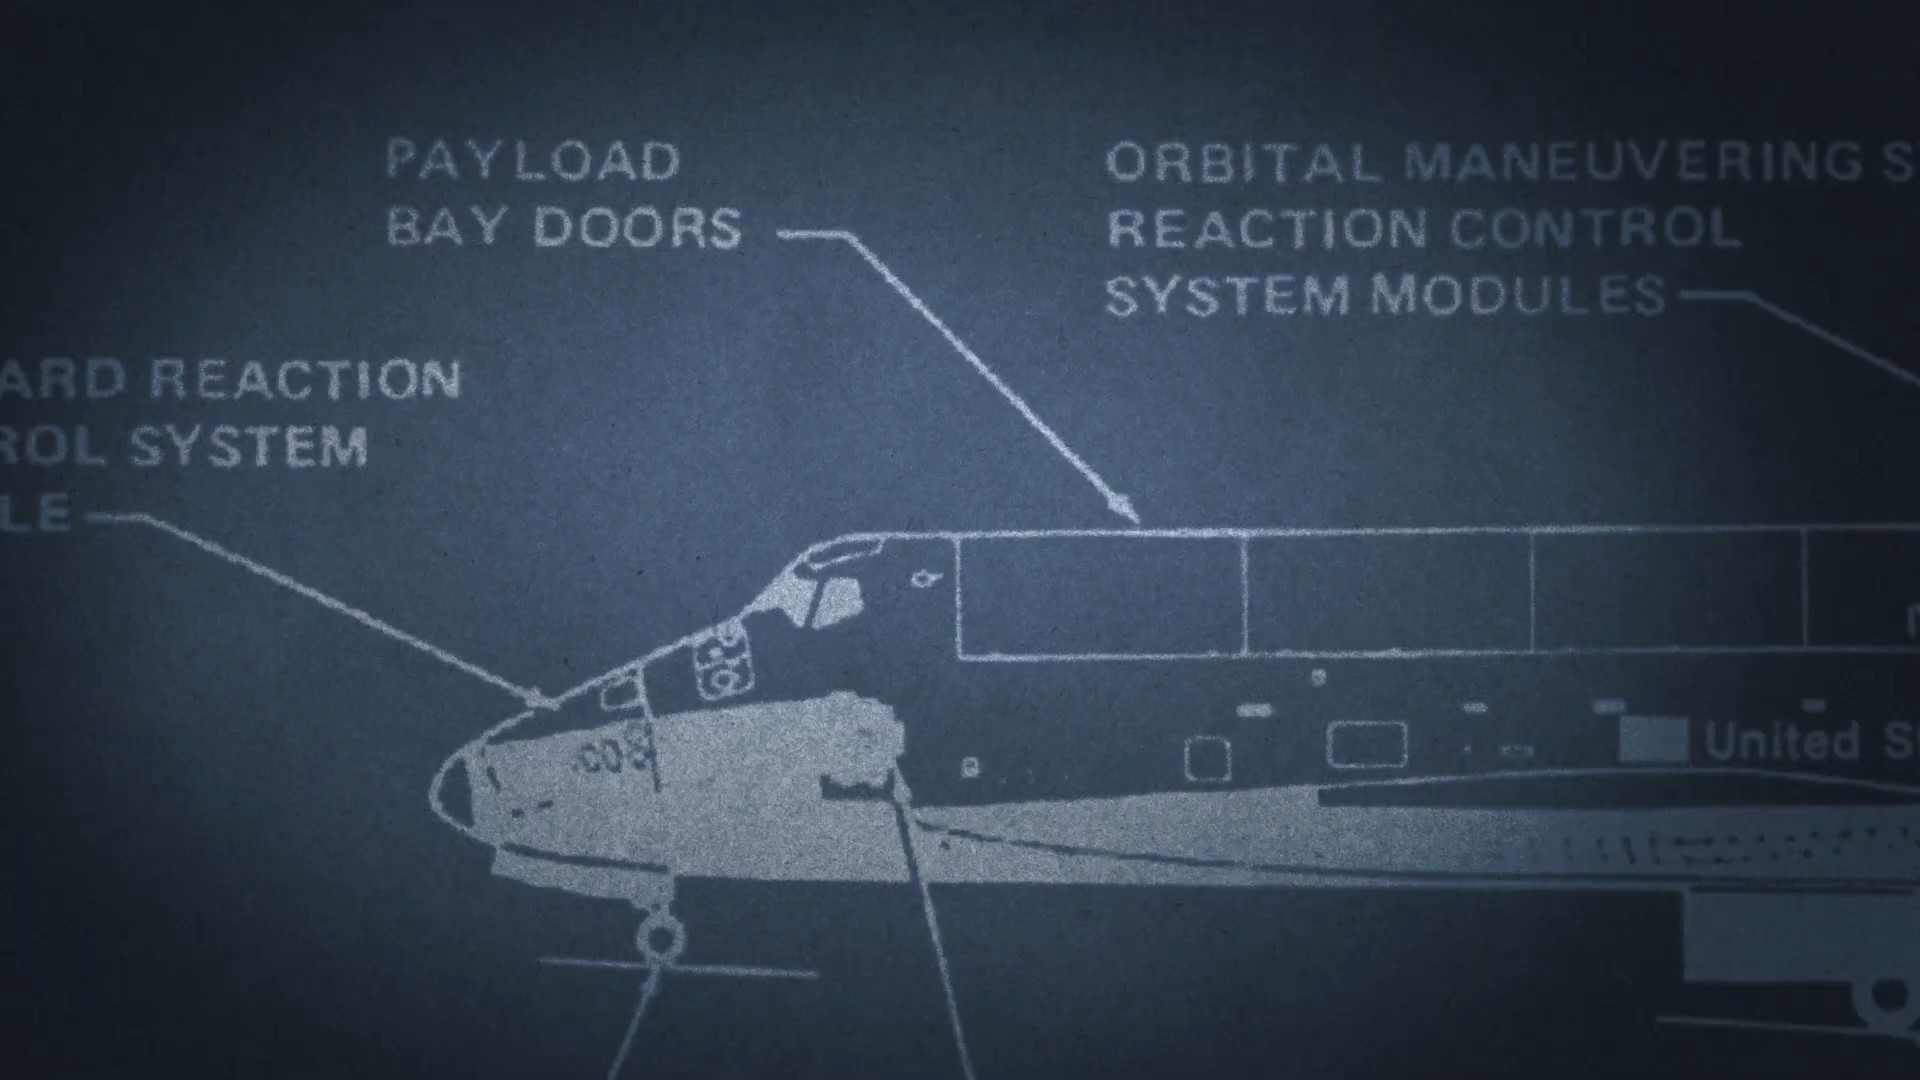 PAYLOAD
BAY DOORS
ORBITAL MANEUVERING S
REACTION CONTROL
SYSTEM MODULES
ARD REACTION
ROL SYSTEM
LE
United S